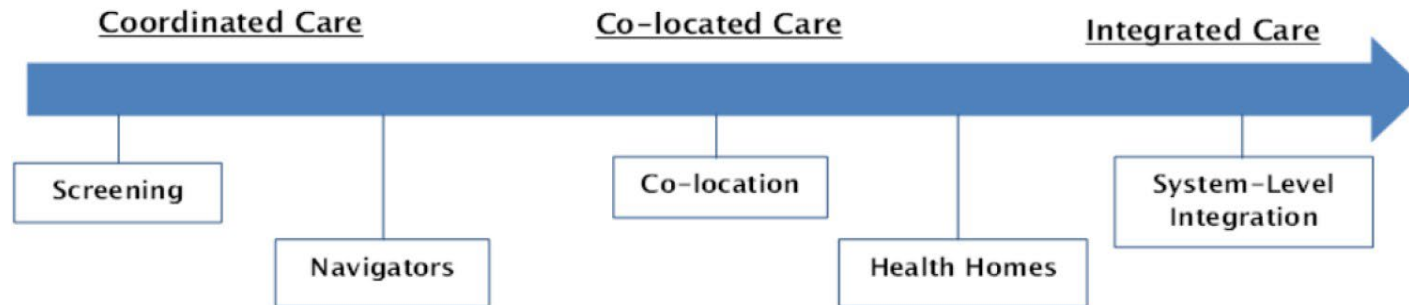 Coordinated Care
Co-located Care
Integrated Care
Screening
Navigators
Co-location
Health Homes
System-Level
Integration